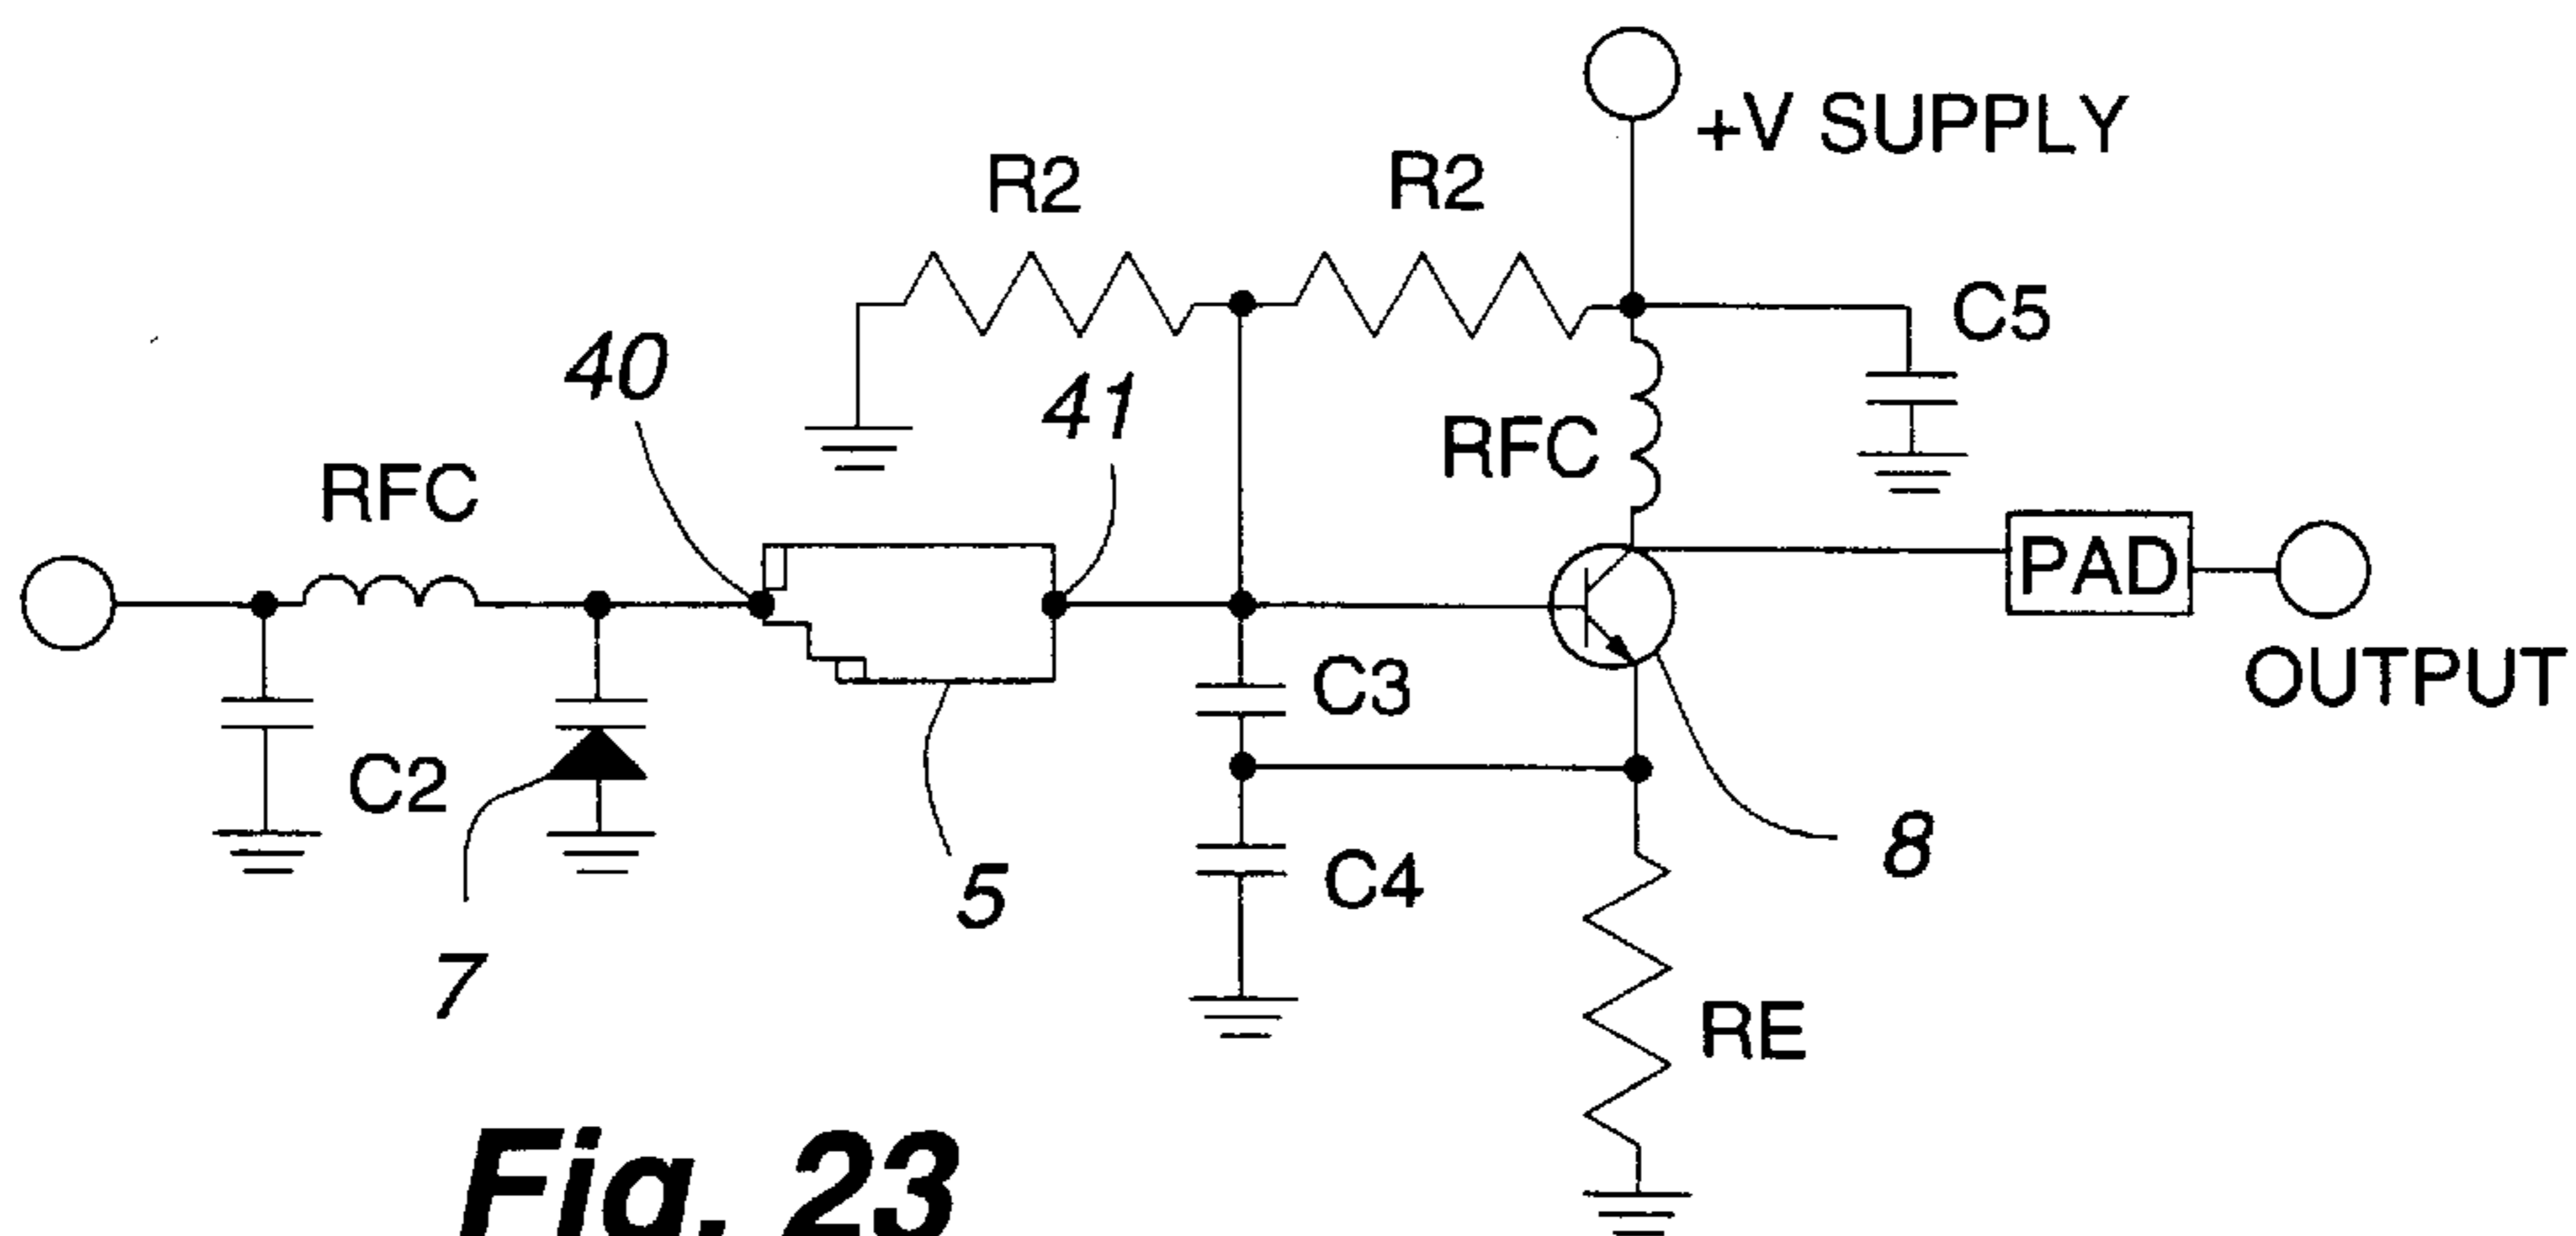 +V SUPPLY
R2
R2
C5
40
41
RFC
RFC
PAD
OUTPUT
C3
C2
C4
5
8
7
RE
Fig. 23